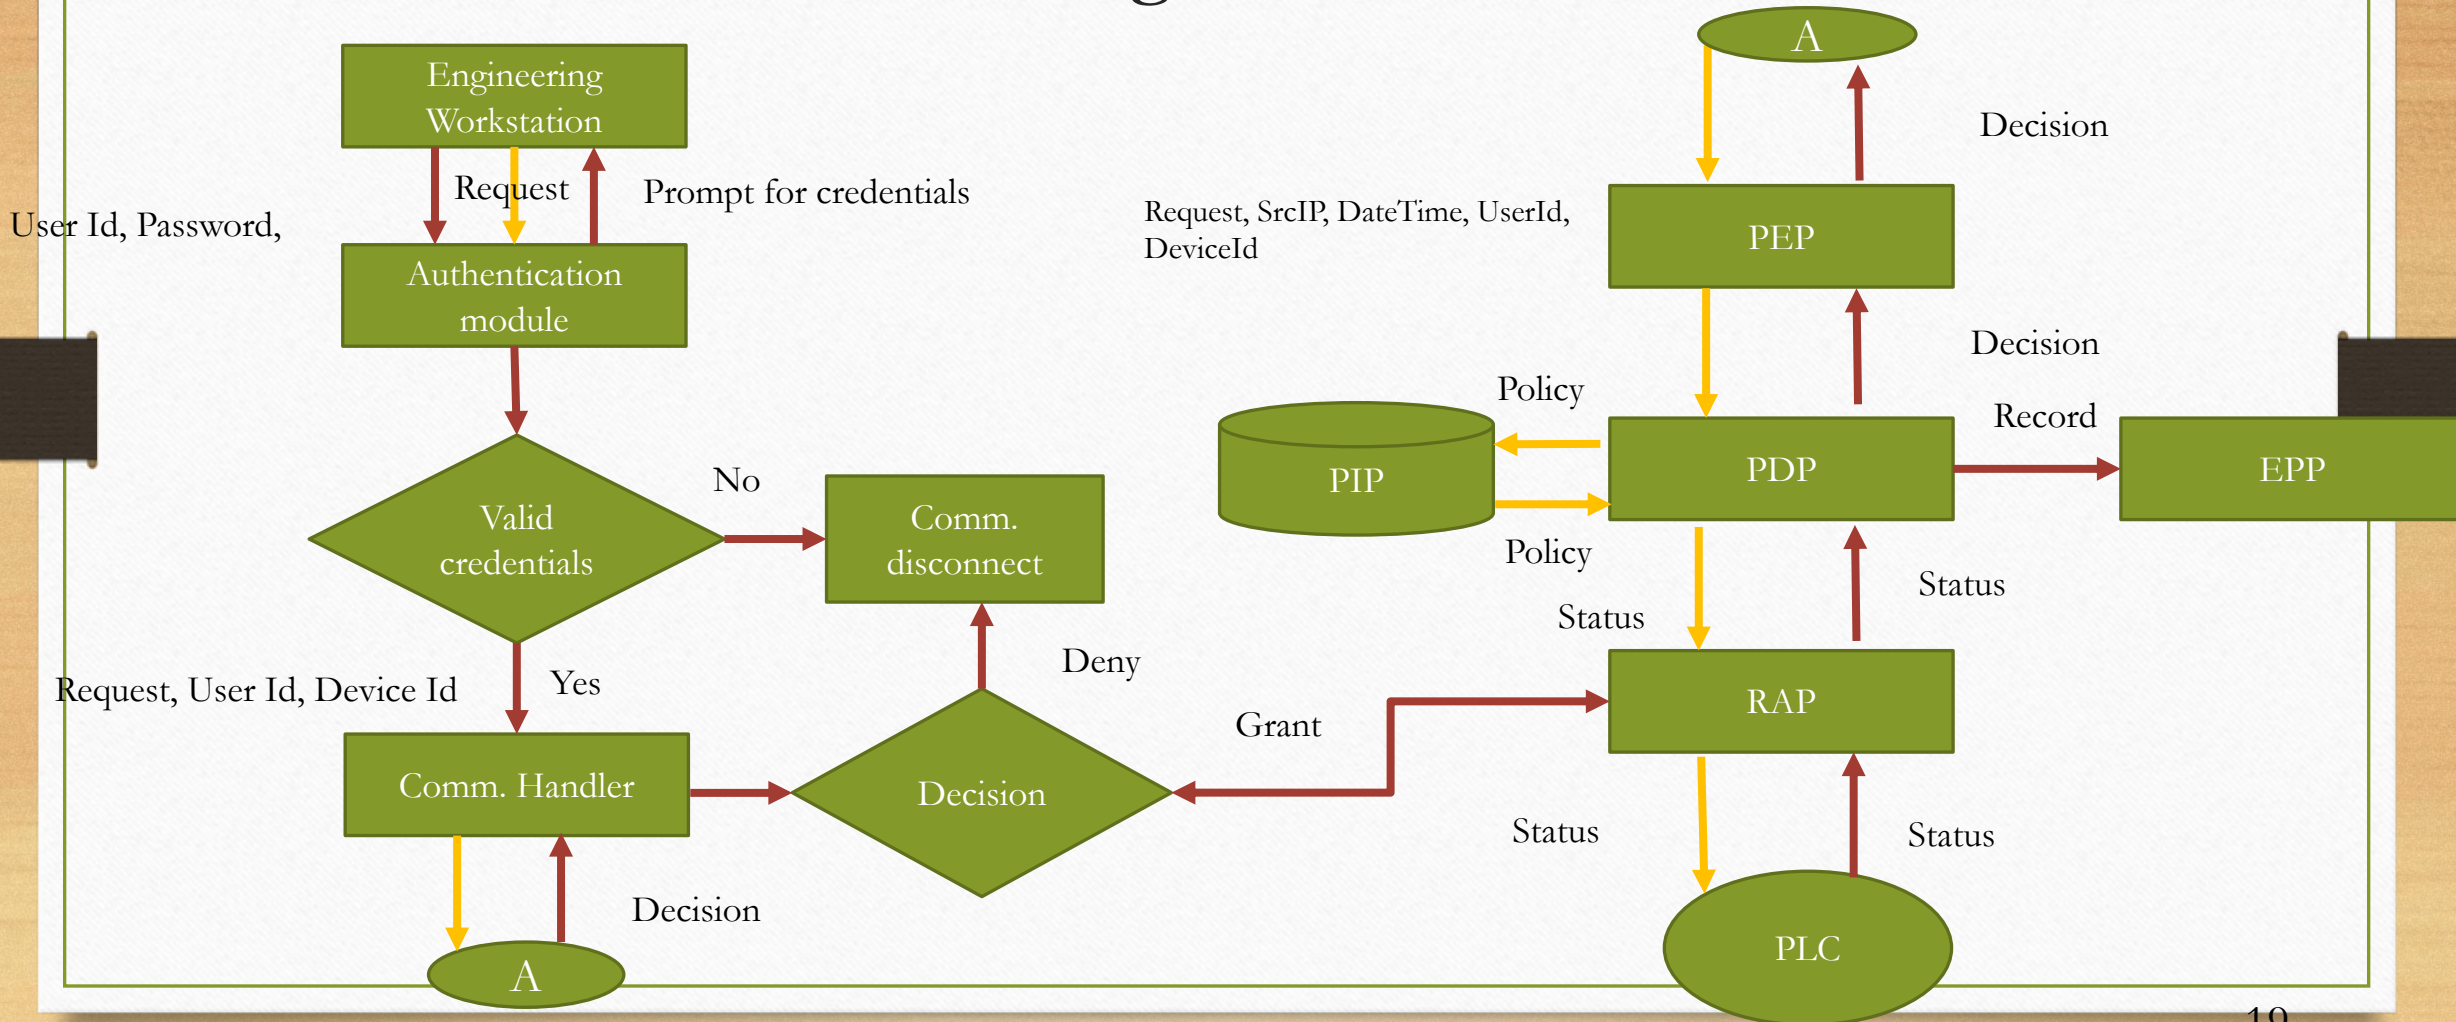 Engineering
Workstation
Request
Prompt for credentials
User Id, Password,
Authentication
module
Valid
credentials
No
Comm.
disconnect
Yes
Request, User Id, Device Id
Comm. Handler
Decision
A
Decision
Deny
Grant
A
Decision
Request, SrcIP, DateTime, UserId,
DeviceId
PEP
Decision
Policy
PIP
Policy
PDP
Record
EPP
Status
Status
RAP
Status
Status
PLC
19